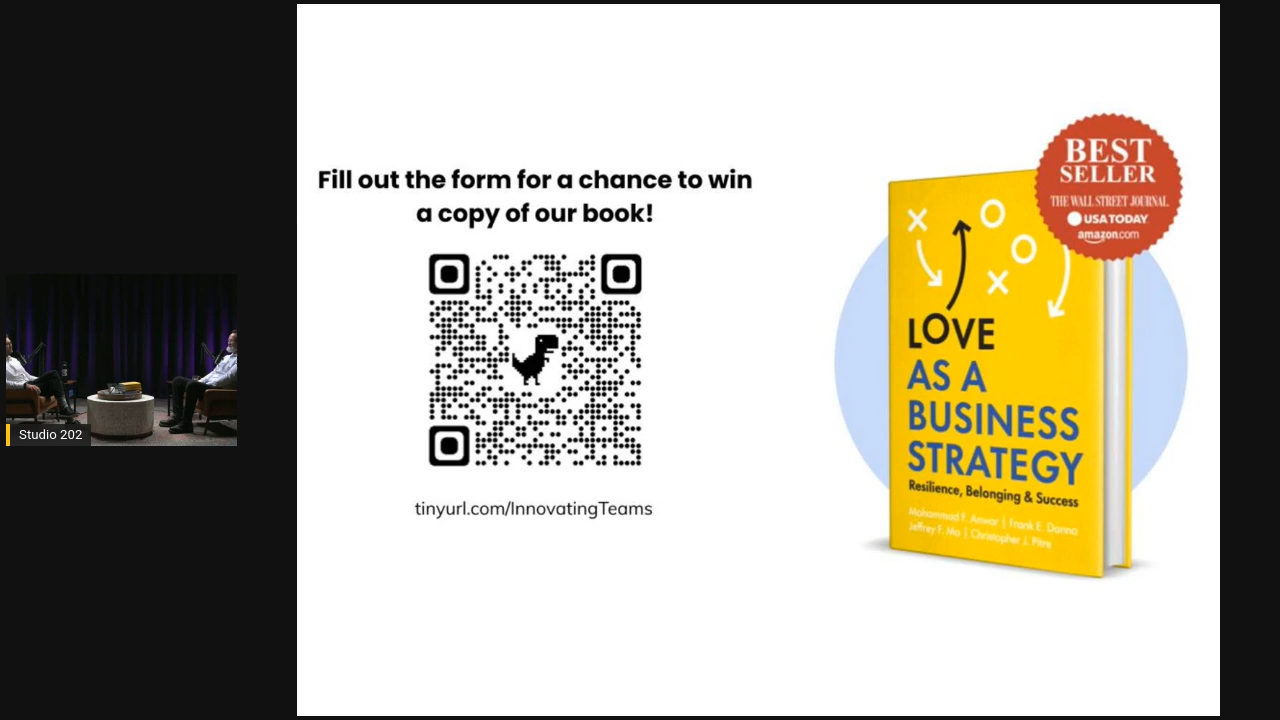 Studio 202
Fill out the form for a chance to win
a copy of our book!
tinyurl.com/InnovatingTeams
BEST
SELLER
THE WALL STREET JOURNAL.
USA TODAY
amazon.com
LOVE
AS A
BUSINESS
STRATEGY
Resilience, Belonging & Success
Mohammad F. Anwar | Frank E. Danna
Jeffrey F. Ma | Christopher J. Pitre